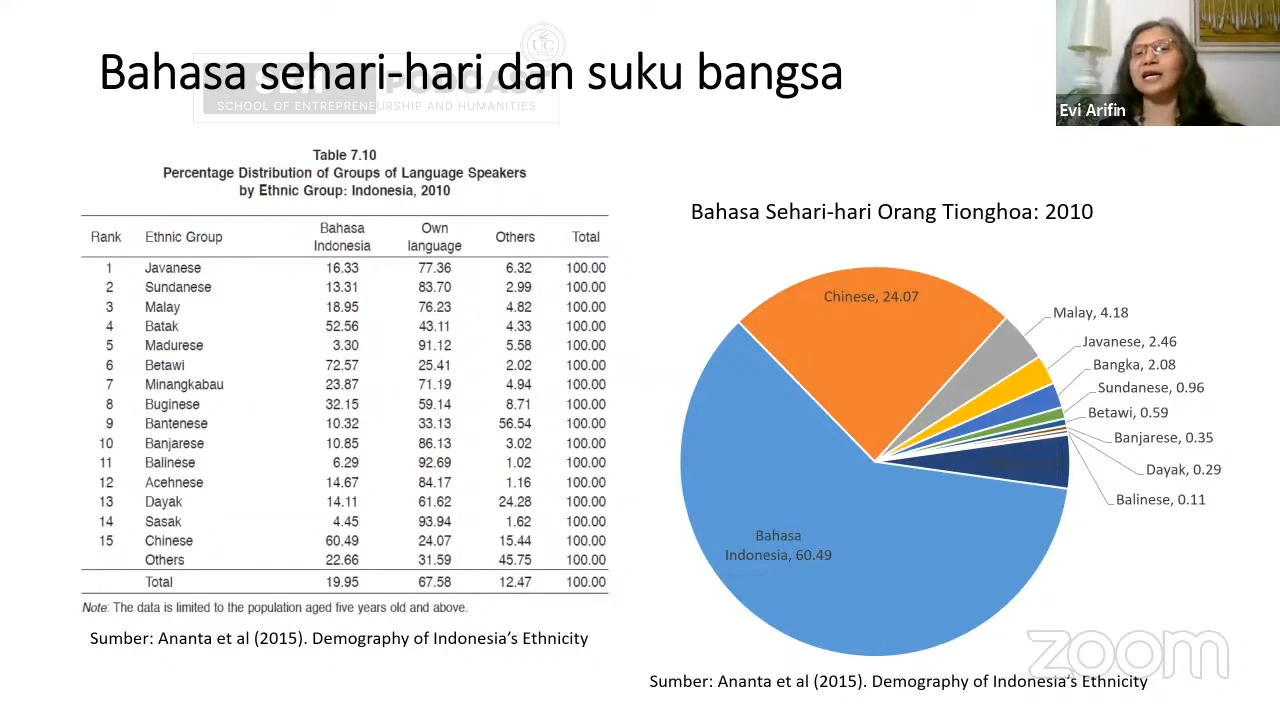 Bahasa sehari-hari dan suku bangsa
UC
PODCAST
SCHOOL OF ENTREPRENEURSHIP AND HUMANITIES
Evi Arifin
Table 7.10
Percentage Distribution of Groups of Language Speakers
by Ethnic Group: Indonesia, 2010
Rank Ethnic Group Bahasa Indonesia Own language Others Total
1 Javanese 16.33 77.36 6.32 100.00
2 Sundanese 13.31 83.70 2.99 100.00
3 Malay 18.95 76.23 4.82 100.00
4 Batak 52.56 43.11 4.33 100.00
5 Madurese 3.30 91.12 5.58 100.00
6 Betawi 72.57 25.41 2.02 100.00
7 Minangkabau 23.87 71.19 4.94 100.00
8 Buginese 32.15 59.14 8.71 100.00
9 Bantenese 10.32 33.13 56.54 100.00
10 Banjarese 10.85 86.13 3.02 100.00
11 Balinese 6.29 92.69 1.02 100.00
12 Acehnese 14.67 84.17 1.16 100.00
13 Dayak 14.11 61.62 24.28 100.00
14 Sasak 4.45 93.94 1.62 100.00
15 Chinese 60.49 24.07 15.44 100.00
Others 22.66 31.59 45.75 100.00
Total 19.95 67.58 12.47 100.00
Note: The data is limited to the population aged five years old and above.
Sumber: Ananta et al (2015). Demography of Indonesia's Ethnicity
Bahasa Sehari-hari Orang Tionghoa: 2010
Chinese, 24.07
Malay, 4.18
Javanese, 2.46
Bangka, 2.08
Sundanese, 0.96
Betawi, 0.59
Banjarese, 0.35
Dayak, 0.29
Balinese, 0.11
Bahasa
Indonesia, 60.49
zoom
Sumber: Ananta et al (2015). Demography of Indonesia's Ethnicity